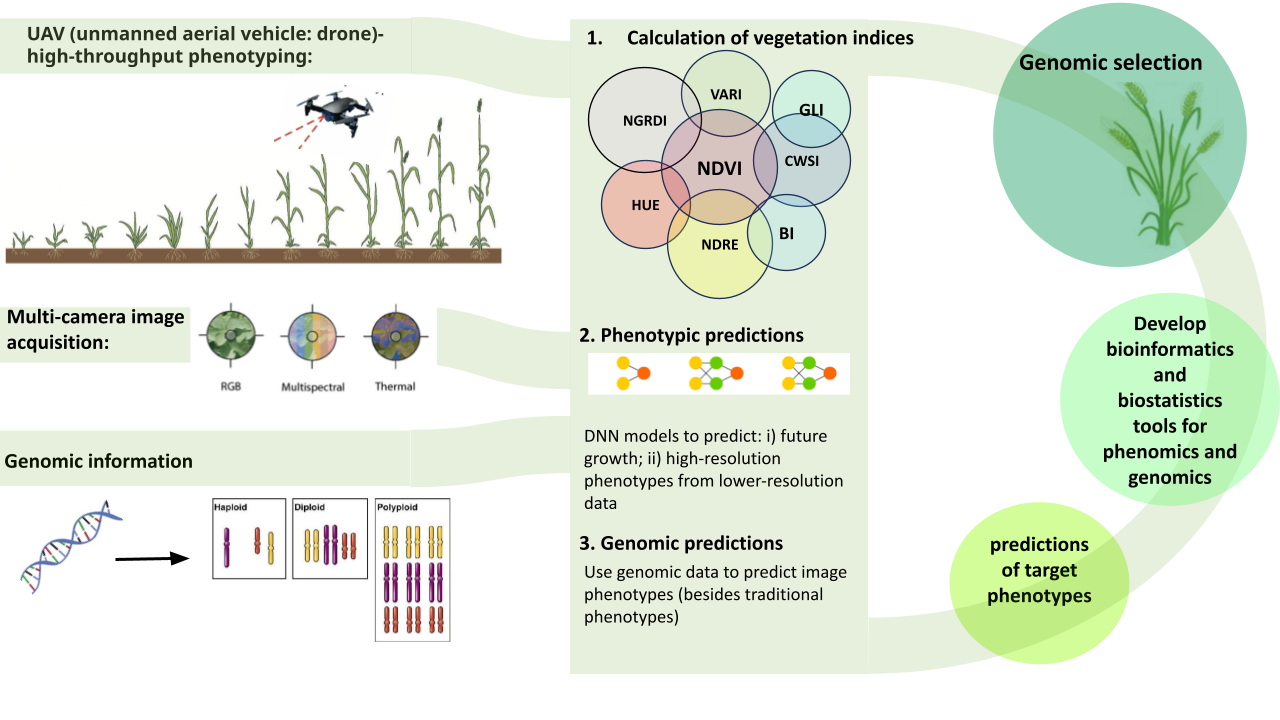 UAV (unmanned aerial vehicle: drone)-
high-throughput phenotyping:
Multi-camera image
acquisition:
RGB
Multispectral
Thermal
Genomic information
Haploid
Diploid
Polyploid
1. Calculation of vegetation indices
VARI
GLI
NGRDI
CWSI
NDVI
HUE
BI
NDRE
2. Phenotypic predictions
DNN models to predict: i) future
growth; ii) high-resolution
phenotypes from lower-resolution
data
3. Genomic predictions
Use genomic data to predict image
phenotypes (besides traditional
phenotypes)
Genomic selection
Develop
bioinformatics
and
biostatistics
tools for
phenomics and
genomics
predictions
of target
phenotypes